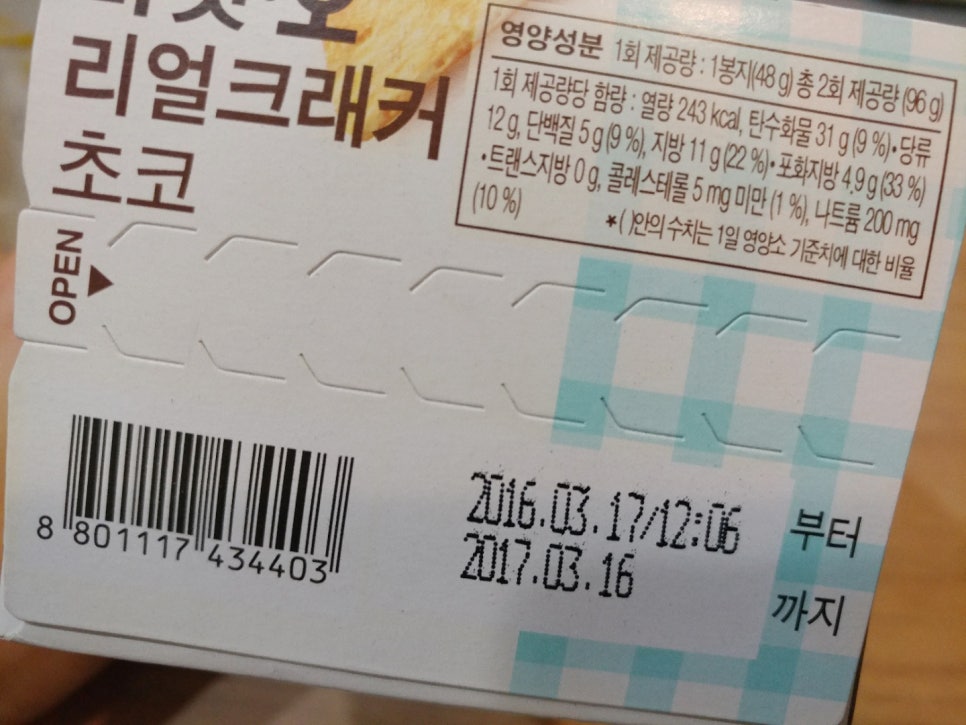 리얼크래커
초코
영양성분 1회 제공량 : 1봉지(48 g) 총 2회 제공량 (96 g)
1회 제공량당 함량 : 열량 243 kcal, 탄수화물 31 g (9 %)•당류
12 g, 단백질 5 g (9 %), 지방 11 g (22 %)•포화지방 4.9 g (33 %)
•트랜스지방 0 g, 콜레스테롤 5 mg 미만 (1 %), 나트륨 200 mg
(10 %) *( )안의 수치는 1일 영양소 기준치에 대한 비율
OPEN
8 801117 434403
2016.03.17/12:06 부터
2017.03.16 까지